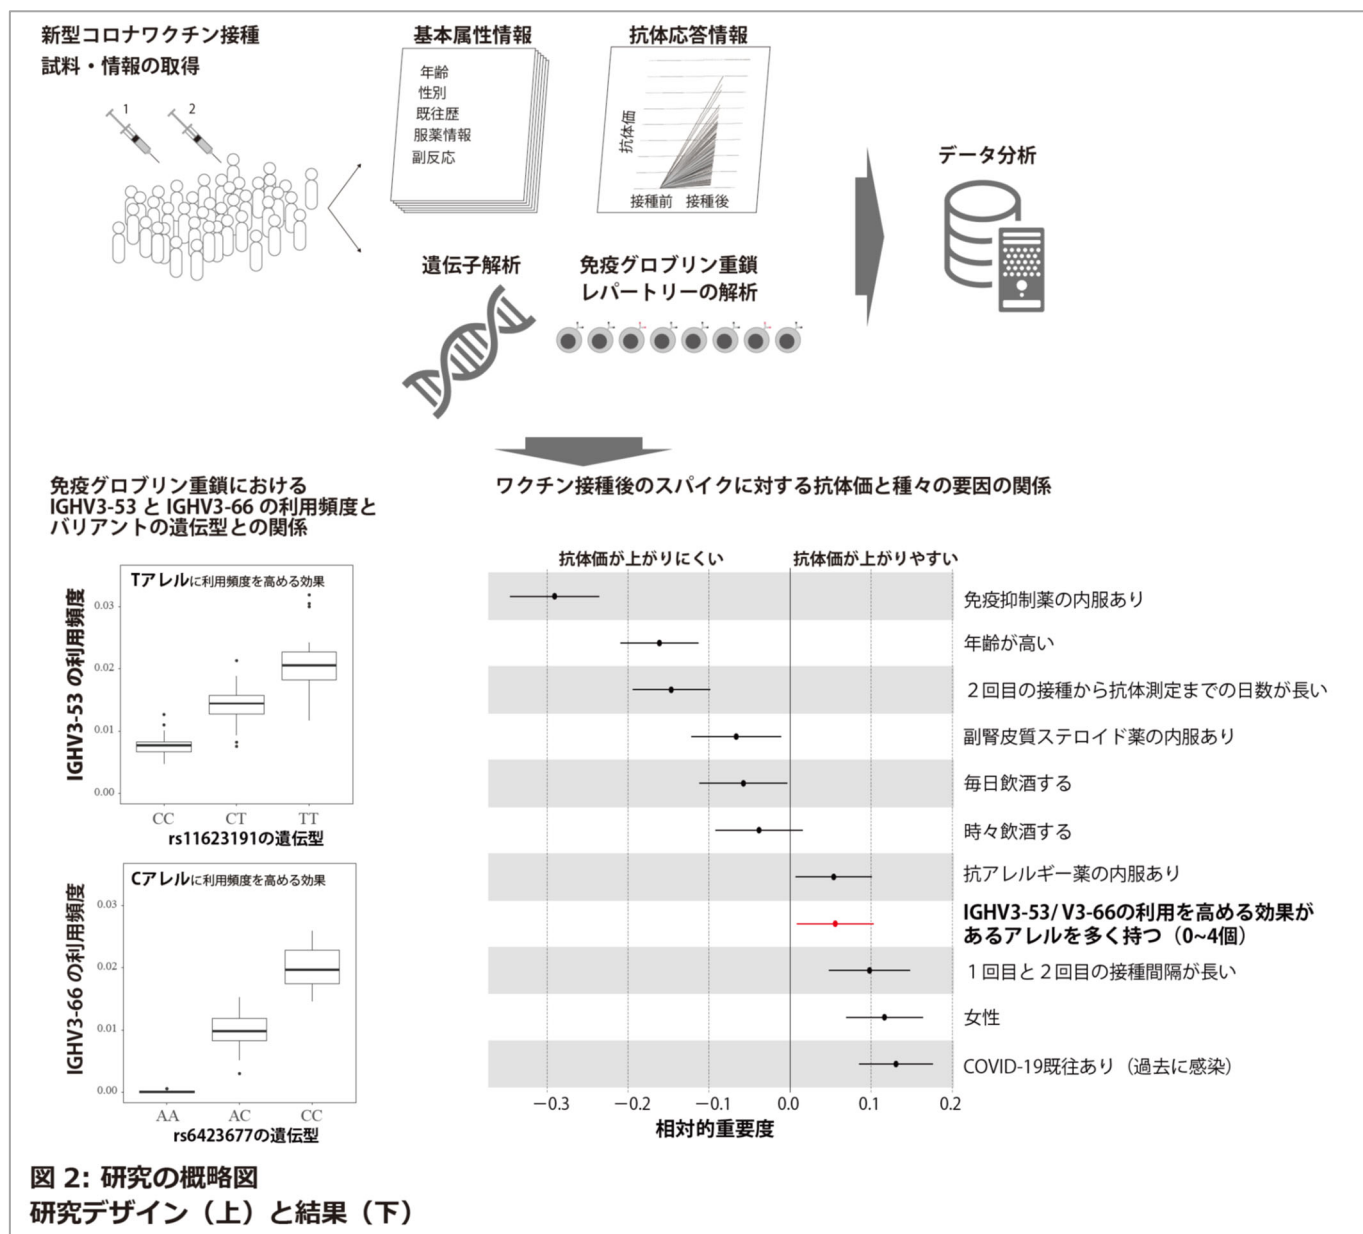 新型コロナワクチン接種
試料・情報の取得
1
2
基本属性情報
年齢
性別
既往歴
服薬情報
副反応
抗体応答情報
抗体価
接種前 接種後
遺伝子解析
免疫グロブリン重鎖
レパートリーの解析
データ分析
免疫グロブリン重鎖における
IGHV3-53 と IGHV3-66 の利用頻度と
バリアントの遺伝型との関係
Tアレルに利用頻度を高める効果
IGHV3-53 の利用頻度
0.03
0.02
0.01
0.00
CC CT TT
rs11623191の遺伝型
Cアレルに利用頻度を高める効果
IGHV3-66 の利用頻度
0.03
0.02
0.01
0.00
AA AC CC
rs6423677の遺伝型
ワクチン接種後のスパイクに対する抗体価と種々の要因の関係
抗体価が上がりにくい 抗体価が上がりやすい
免疫抑制薬の内服あり
年齢が高い
２回目の接種から抗体測定までの日数が長い
副腎皮質ステロイド薬の内服あり
毎日飲酒する
時々飲酒する
抗アレルギー薬の内服あり
IGHV3-53/ V3-66の利用を高める効果が
あるアレルを多く持つ（0~4個）
１回目と２回目の接種間隔が長い
女性
COVID-19既往あり（過去に感染）
−0.3 −0.2 −0.1 0.0 0.1 0.2
相対的重要度
図 2: 研究の概略図
研究デザイン（上）と結果（下）